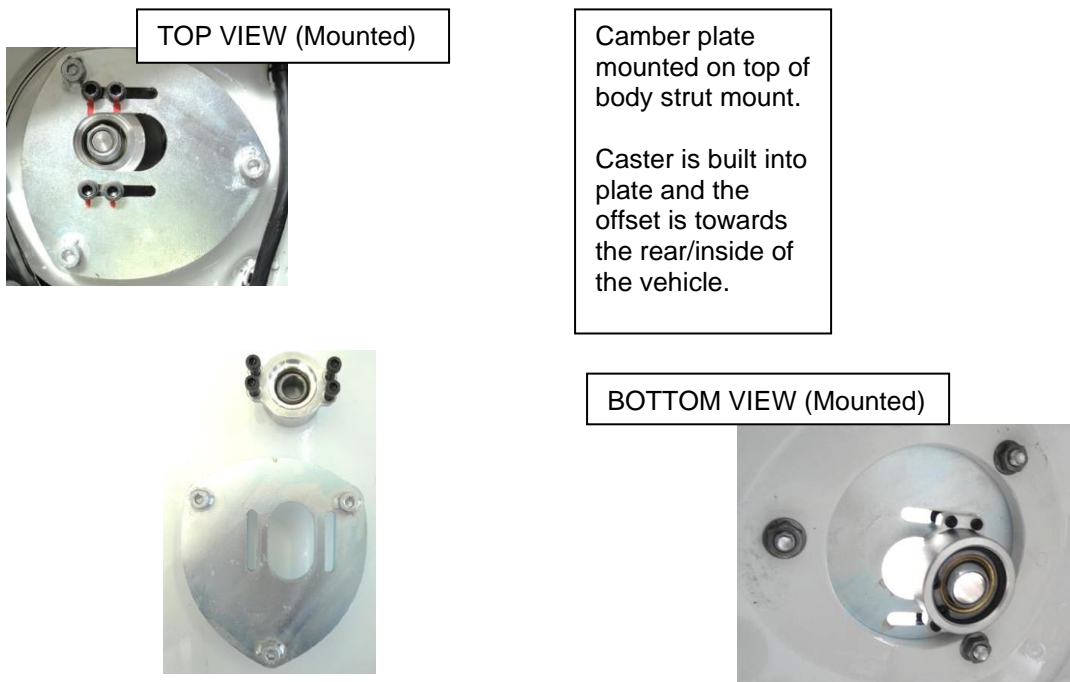 TOP VIEW (Mounted)
Camber plate
mounted on top of
body strut mount.
Caster is built into
plate and the
offset is towards
the rear/inside of
the vehicle.
BOTTOM VIEW (Mounted)